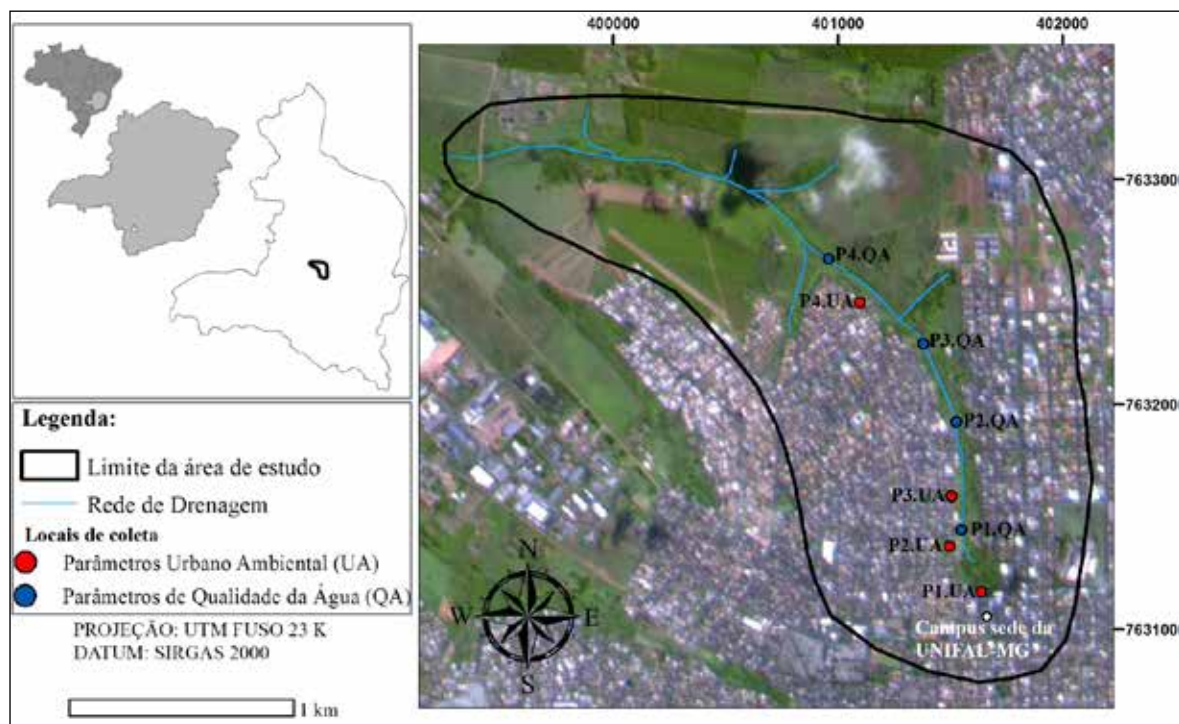 400000 401000 402000
7633000
7632000
7631000
P4.QA
P4.UA
P3.QA
P2.QA
P3.UA
P1.QA
P2.UA
P1.UA
Campus sede da
UNIFAL-MG
N
W E
S
Legenda:
Limite da área de estudo
Rede de Drenagem
Locais de coleta
Parâmetros Urbano Ambiental (UA)
Parâmetros de Qualidade da Água (QA)
PROJEÇÃO: UTM FUSO 23 K
DATUM: SIRGAS 2000
1 km